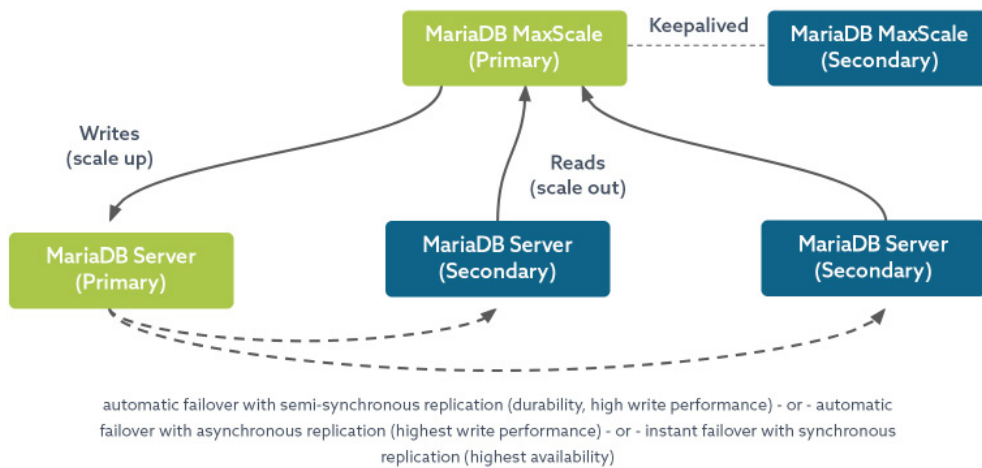 MariaDB MaxScale
(Primary)
Keepalived
MariaDB MaxScale
(Secondary)
Writes
(scale up)
Reads
(scale out)
MariaDB Server
(Primary)
MariaDB Server
(Secondary)
MariaDB Server
(Secondary)
automatic failover with semi-synchronous replication (durability, high write performance) - or - automatic
failover with asynchronous replication (highest write performance) - or - instant failover with synchronous
replication (highest availability)